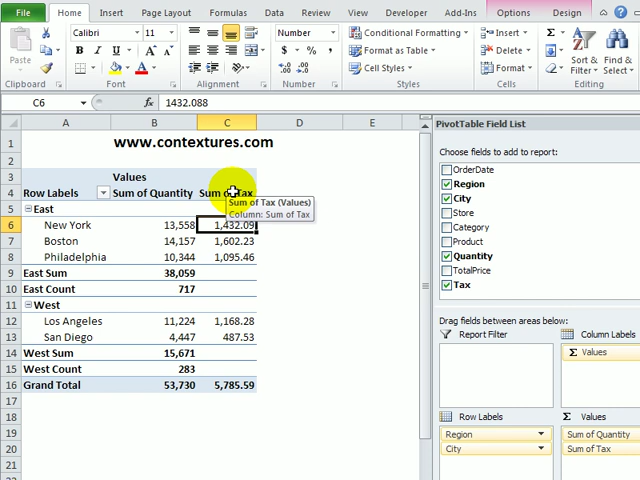 File Home Insert Page Layout Formulas Data Review View Developer Add-Ins Options Design
Calibri 11 General Conditional Formatting Insert
Paste B I U A Format as Table Delete Sort & Find &
Cell Styles Format Filter Select
Clipboard Font Alignment Number Styles Cells Editing
C6 fx 1432.088
A B C D E PivotTable Field List
1 www.contextures.com Choose fields to add to report:
2 OrderDate
3 Values Region
4 Row Labels Sum of Quantity Sum of Tax City
Sum of Tax (Values)
Column: Sum of Tax
5 East Store
6 New York 13,558 1,432.09 Category
7 Boston 14,157 1,602.23 Product
8 Philadelphia 10,344 1,095.46 Quantity
9 East Sum 38,059 TotalPrice
10 East Count 717 Tax
11 West
12 Los Angeles 11,224 1,168.28 Drag fields between areas below:
13 San Diego 4,447 487.53 Report Filter Column Labels
14 West Sum 15,671 Σ Values
15 West Count 283
16 Grand Total 53,730 5,785.59
17
18 Row Labels Σ Values
19 Region Sum of Quantity
20 City Sum of Tax
21